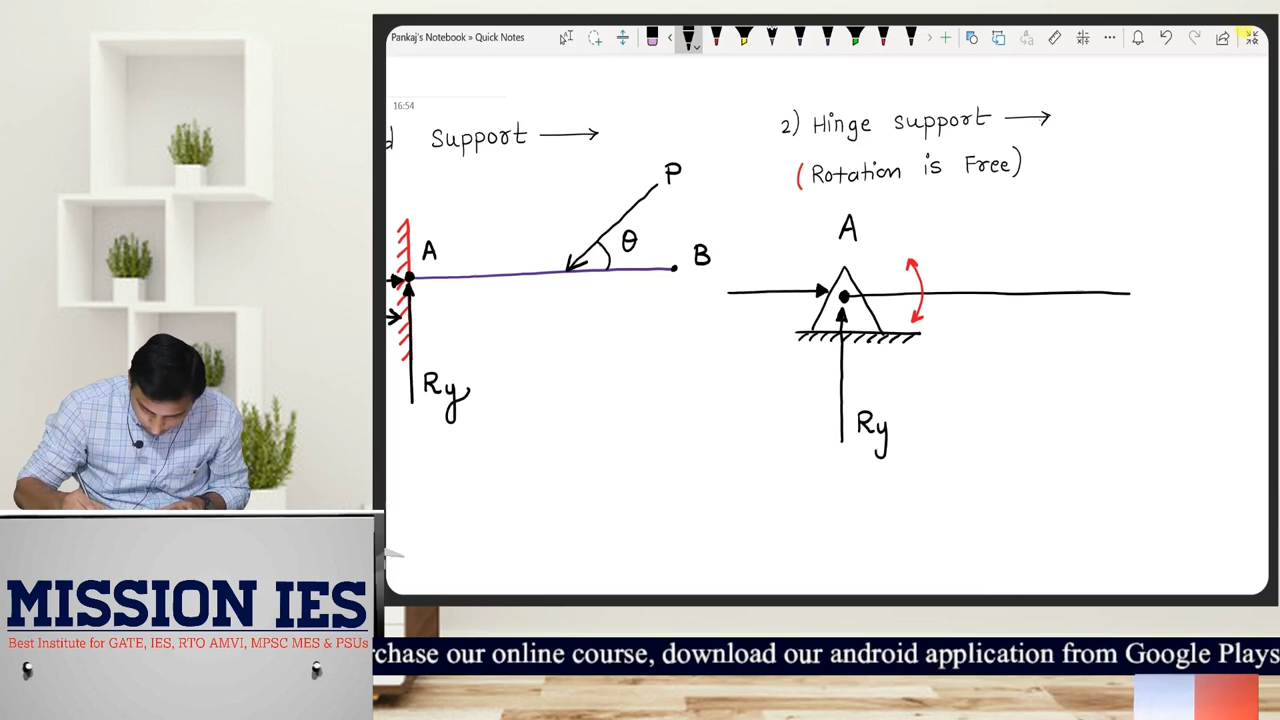 Pankaj's Notebook » Quick Notes
16:54
d Support →
2) Hinge support →
(Rotation is Free)
P
θ
A
B
Ry
A
Ry
MISSION IES
Best Institute for GATE, IES, RTO AMVI, MPSC MES & PSUs
rchase our online course, download our android application from Google Plays